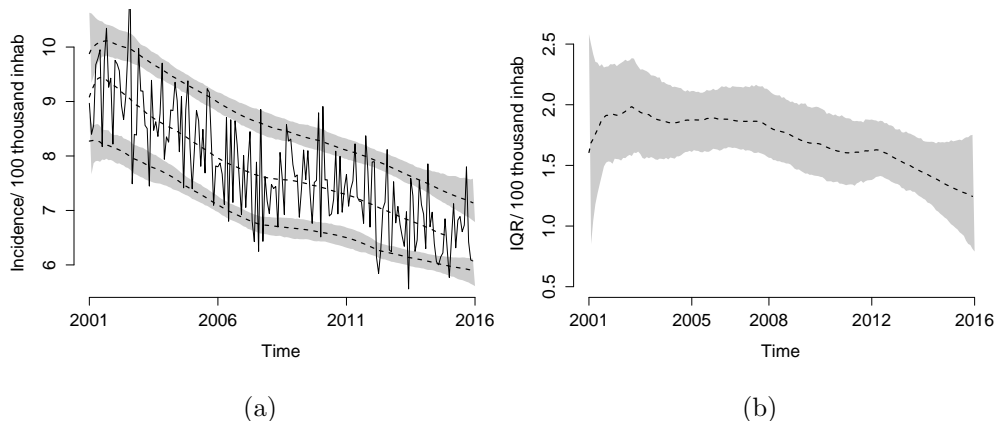 Incidence/ 100 thousand inhab
10
9
8
7
6
2001 2006 2011 2016
Time
(a)
IQR/ 100 thousand inhab
2.5
2.0
1.5
1.0
0.5
2001 2005 2008 2012 2016
Time
(b)